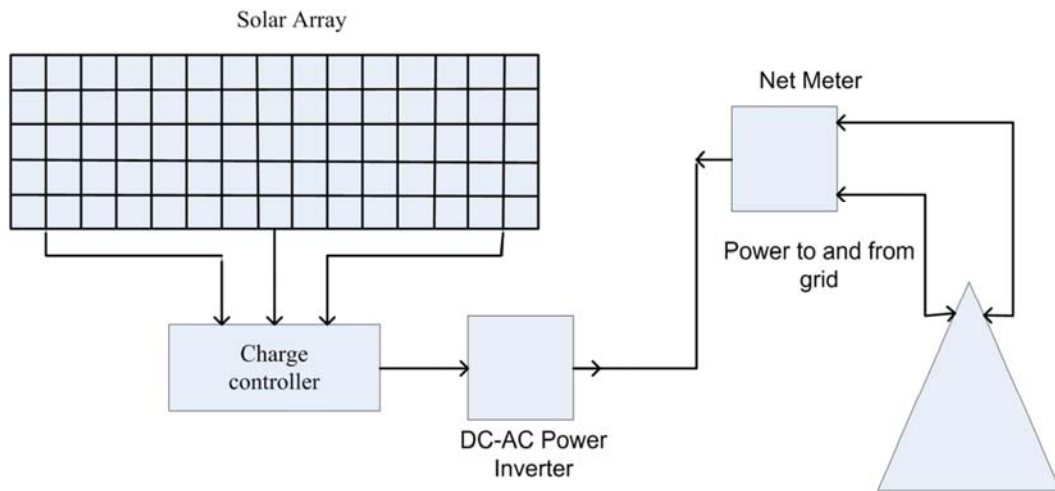 Solar Array
Net Meter
Power to and from
grid
Charge
controller
DC-AC Power
Inverter